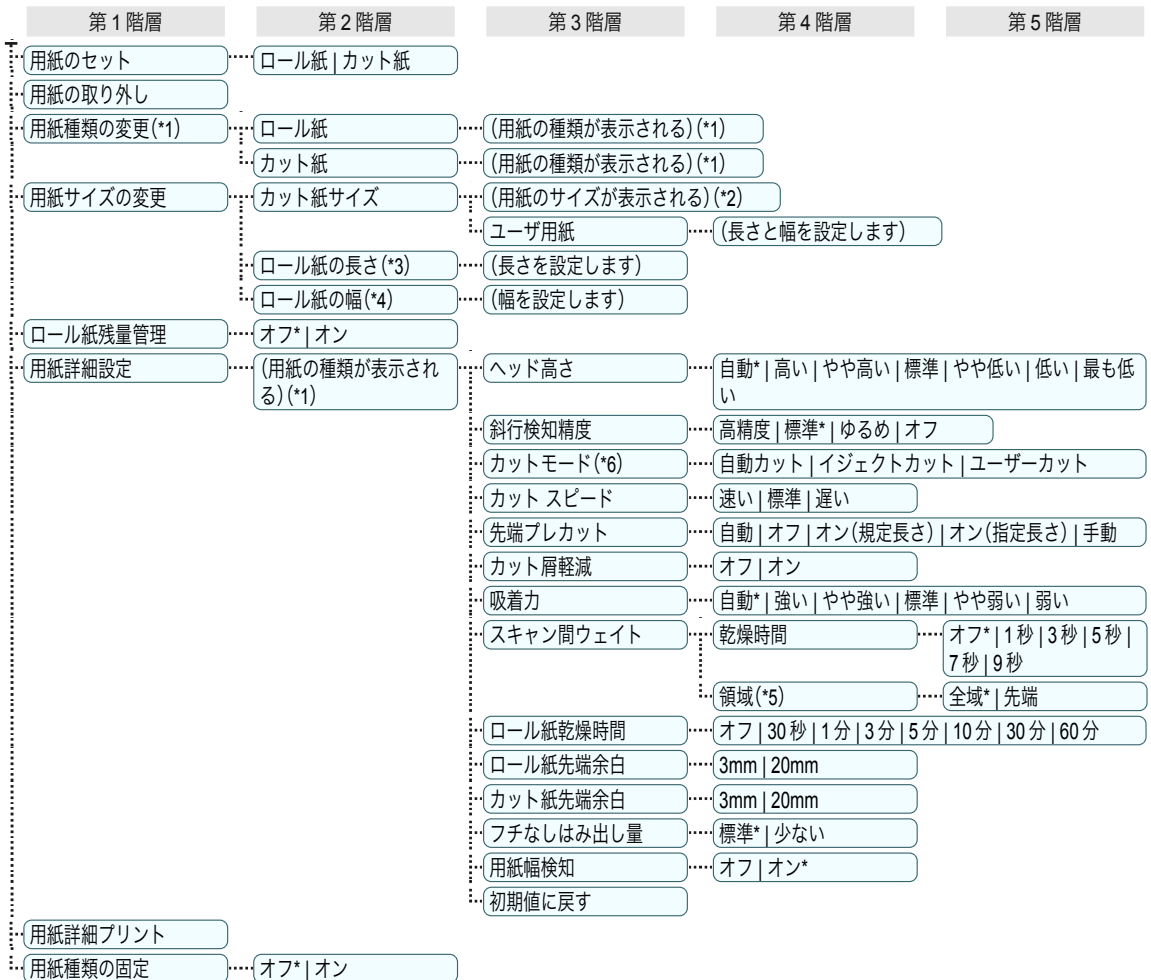 第 1 階層 第 2 階層 第 3 階層 第 4 階層 第 5 階層
用紙のセット ロール紙 | カット紙
用紙の取り外し
用紙種類の変更(*1) ロール紙 (用紙の種類が表示される)(*1)
カット紙 (用紙の種類が表示される)(*1)
用紙サイズの変更 カット紙サイズ (用紙のサイズが表示される)(*2)
ユーザ用紙 (長さと幅を設定します)
ロール紙の長さ(*3) (長さを設定します)
ロール紙の幅(*4) (幅を設定します)
ロール紙残量管理 オフ* | オン
用紙詳細設定 (用紙の種類が表示され ヘッド高さ 自動* | 高い | やや高い | 標準 | やや低い | 低い | 最も低
る)(*1) い
斜行検知精度 高精度 | 標準* | ゆるめ | オフ
カットモード(*6) 自動カット | イジェクトカット | ユーザーカット
カット スピード 速い | 標準 | 遅い
先端プレカット 自動 | オフ | オン(規定長さ) | オン(指定長さ) | 手動
カット屑軽減 オフ | オン
吸着力 自動* | 強い | やや強い | 標準 | やや弱い | 弱い
スキャン間ウェイト 乾燥時間 オフ* | 1 秒 | 3 秒 | 5 秒 |
7 秒 | 9 秒
領域(*5) 全域* | 先端
ロール紙乾燥時間 オフ | 30 秒 | 1 分 | 3 分 | 5 分 | 10 分 | 30 分 | 60 分
ロール紙先端余白 3mm | 20mm
カット紙先端余白 3mm | 20mm
フチなしはみ出し量 標準* | 少ない
用紙幅検知 オフ | オン*
初期値に戻す
用紙詳細プリント
用紙種類の固定 オフ* | オン